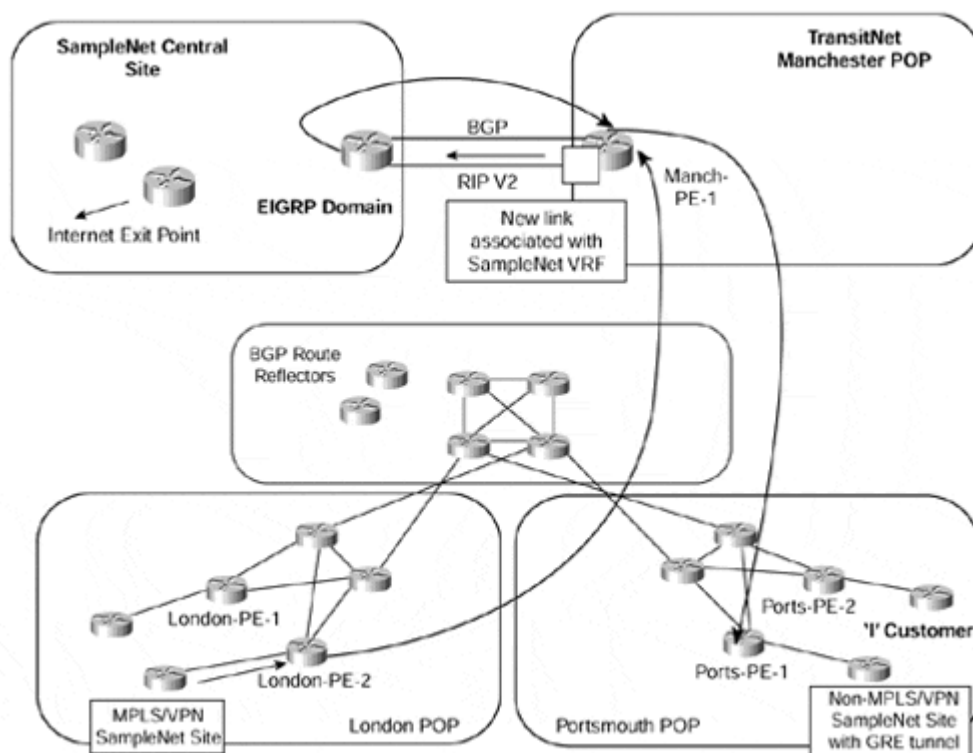 SampleNet Central
Site
TransitNet
Manchester POP
BGP
RIP V2
Manch-
PE-1
EIGRP Domain
Internet Exit Point
New link
associated with
SampleNet VRF
BGP Route
Reflectors
London-PE-1
London-PE-2
MPLS/VPN
SampleNet Site
London POP
Ports-PE-2
'I' Customer
Ports-PE-1
Portsmouth POP
Non-MPLS/VPN
SampleNet Site
with GRE tunnel